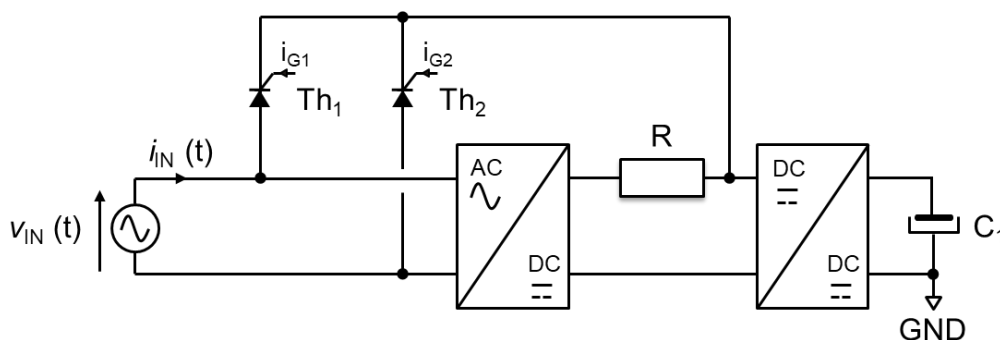 iG1
iG2
Th1
Th2
iIN (t)
R
AC
DC
vIN (t)
DC
DC
GND